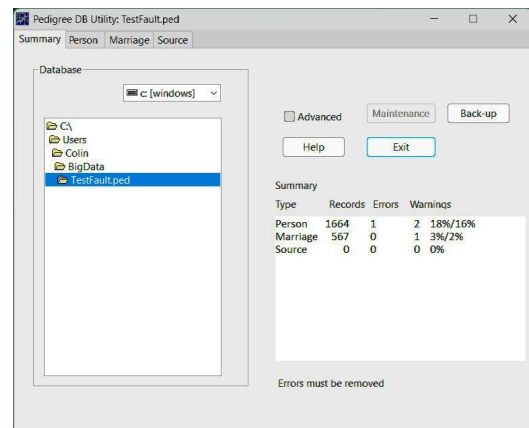 Pedigree DB Utility: TestFault.ped
Summary Person Marriage Source
Database
c: [windows]
C:\
Users
Colin
BigData
TestFault.ped
Advanced Maintenance Back-up
Help Exit
Summary
Type Records Errors Warnings
Person 1664 1 2 18%/16%
Marriage 567 0 1 3%/2%
Source 0 0 0 0%
Errors must be removed